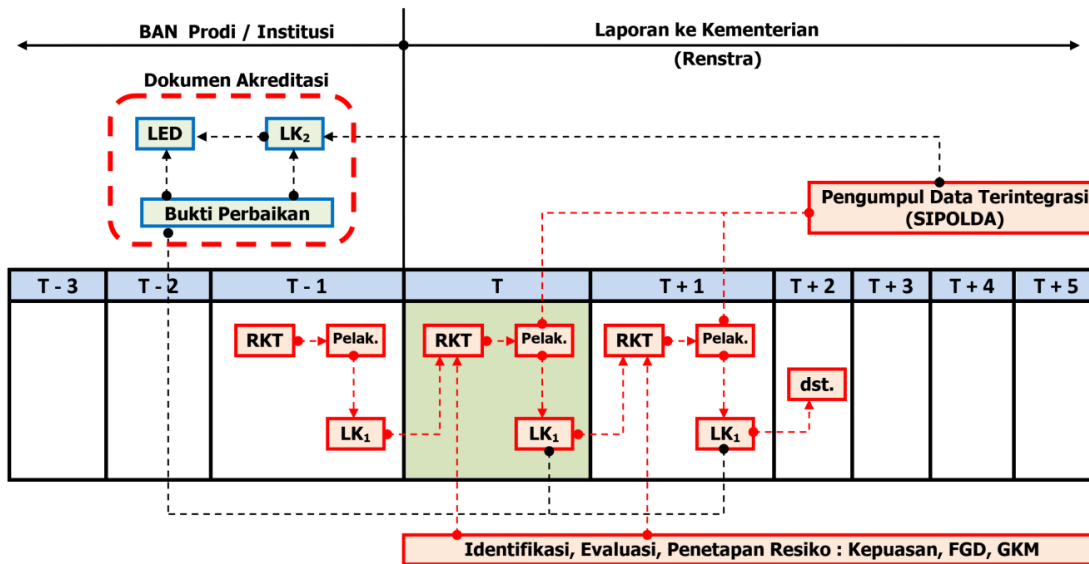 BAN Prodi / Institusi
Laporan ke Kementerian
(Renstra)
Dokumen Akreditasi
LED
LK₂
Bukti Perbaikan
Pengumpul Data Terintegrasi
(SIPOLDA)
T - 3
T - 2
T - 1
T
T + 1
T + 2
T + 3
T + 4
T + 5
RKT
Pelak.
RKT
Pelak.
RKT
Pelak.
dst.
LK₁
LK₁
LK₁
Identifikasi, Evaluasi, Penetapan Resiko : Kepuasan, FGD, GKM